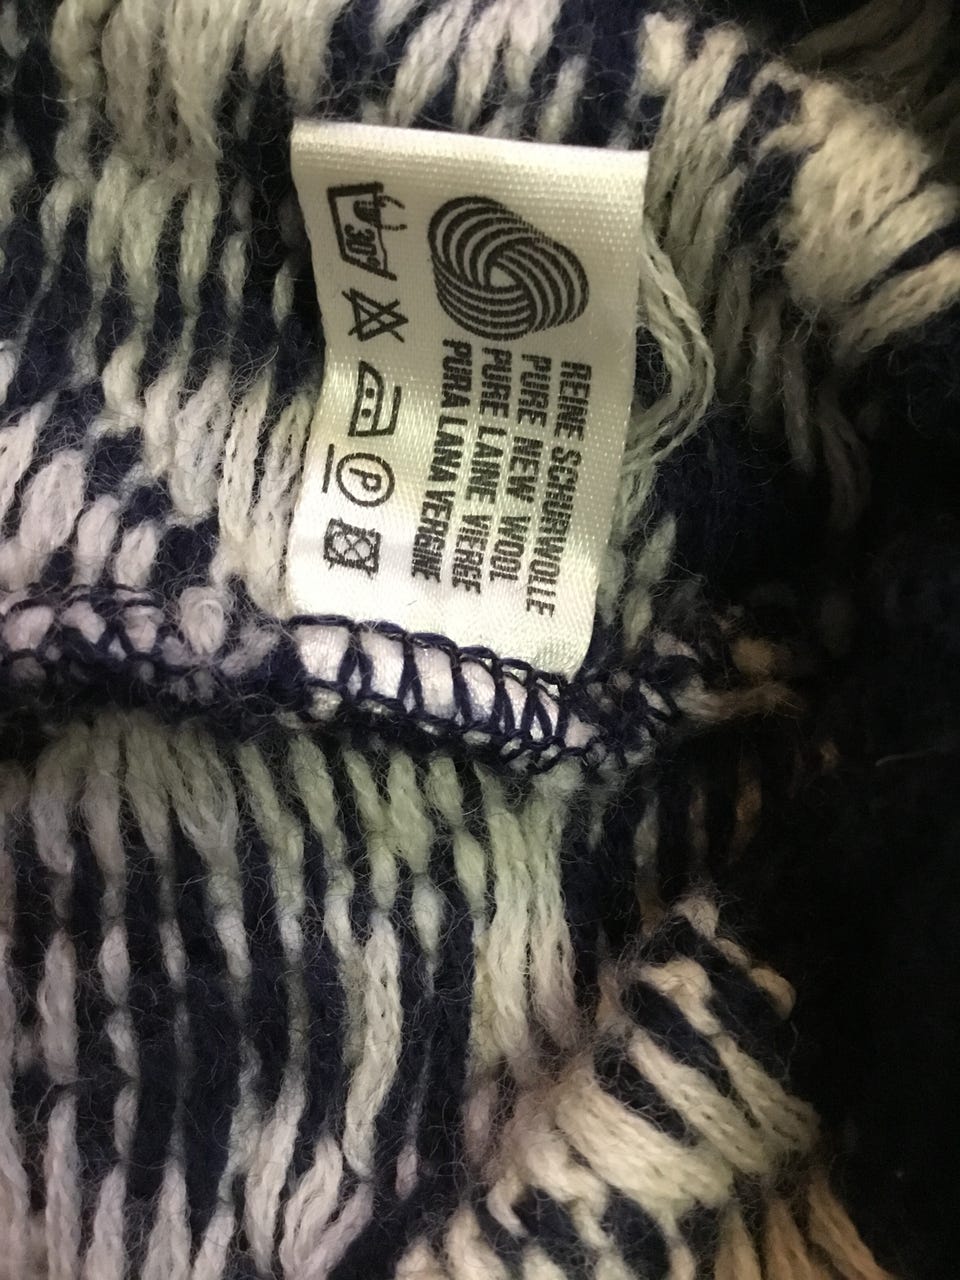 REINE SCHURWOLLE
PURE NEW WOOL
PURE LAINE VIERGE
PURA LANA VERGINE
30°
P